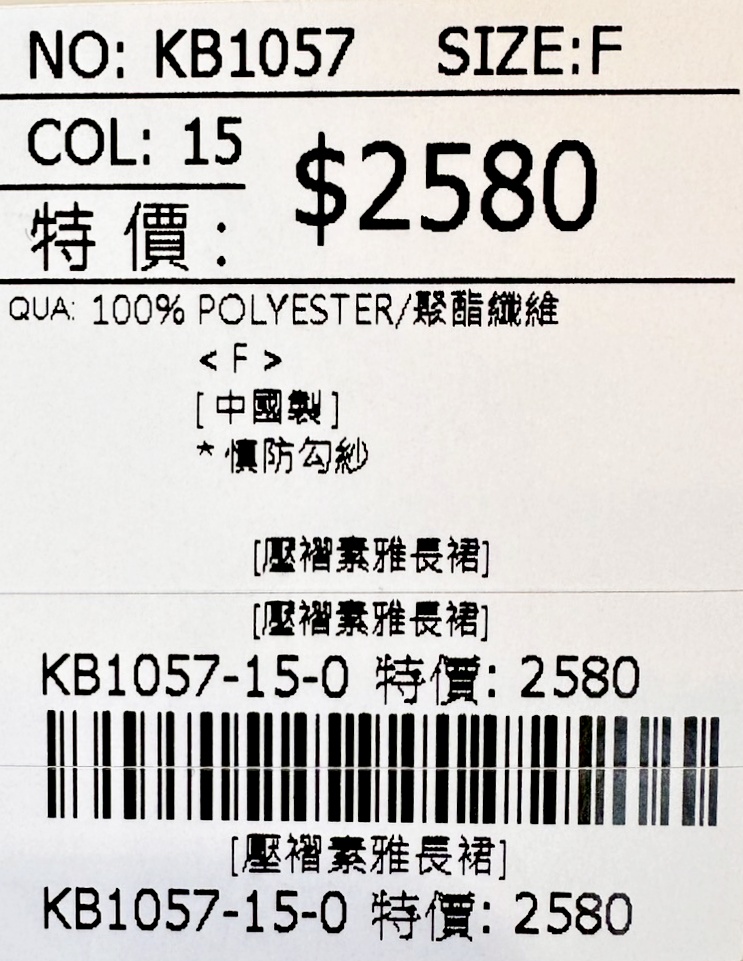 NO: KB1057 SIZE:F
COL: 15
$2580
特價:
QUA: 100% POLYESTER/聚酯纖維
< F >
[中國製]
*慎防勾紗
[壓褶素雅長裙]
[壓褶素雅長裙]
KB1057-15-0 特價: 2580
[壓褶素雅長裙]
KB1057-15-0 特價: 2580